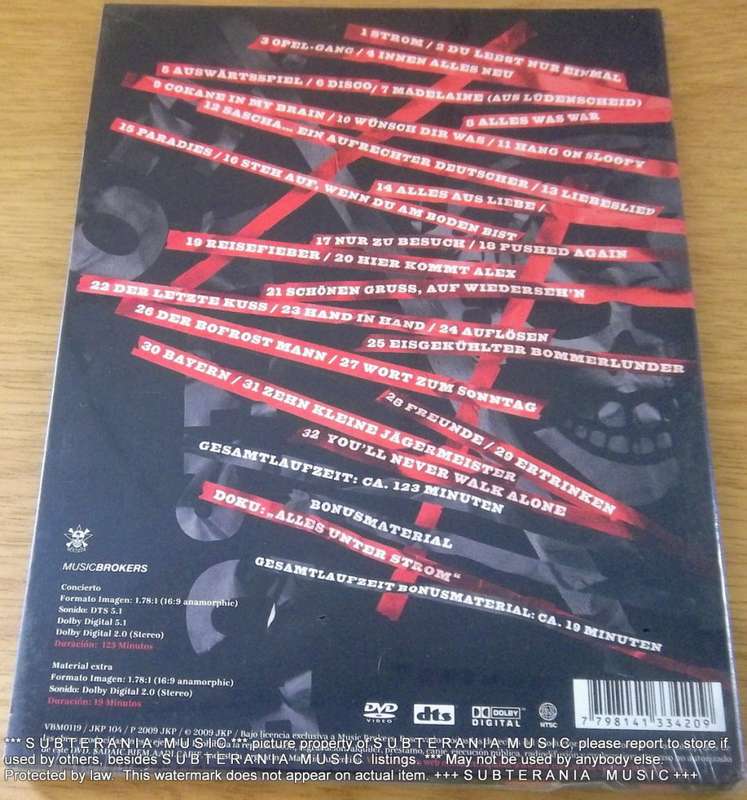 1 STROM / 2 DU LEBST NUR EINMAL
3 OPEL-GANG / 4 INNEN ALLES NEU
5 AUSWÄRTSSPIEL / 6 DISCO / 7 MADELAINE (AUS LÜDENSCHEID)
8 ALLES WAS WAR
9 COKANE IN MY BRAIN / 10 WÜNSCH DIR WAS / 11 HANG ON SLOOPY
12 SASCHA... EIN AUFRECHTER DEUTSCHER / 13 LIEBESLIED
14 ALLES AUS LIEBE /
15 PARADIES / 16 STEH AUF, WENN DU AM BODEN BIST
17 NUR ZU BESUCH / 18 PUSHED AGAIN
19 REISEFIEBER / 20 HIER KOMMT ALEX
21 SCHÖNEN GRUSS, AUF WIEDERSEH'N
22 DER LETZTE KUSS / 23 HAND IN HAND / 24 AUFLÖSEN
25 EISGEKÜHLTER BOMMERLUNDER
26 DER BOFROST MANN / 27 WORT ZUM SONNTAG
28 FREUNDE / 29 ERTRINKEN
30 BAYERN / 31 ZEHN KLEINE JÄGERMEISTER
32 YOU'LL NEVER WALK ALONE
GESAMTLAUFZEIT: CA. 123 MINUTEN
BONUSMATERIAL
DOKU: „ALLES UNTER STROM“
GESAMTLAUFZEIT BONUSMATERIAL: CA. 19 MINUTEN
MUSICBROKERS
Concierto
Formato Imagen: 1.78:1 (16:9 anamorphic)
Sonido: DTS 5.1
Dolby Digital 5.1
Dolby Digital 2.0 (Stereo)
Duración: 123 Minutos
Material extra
Formato Imagen: 1.78:1 (16:9 anamorphic)
Sonido: Dolby Digital 2.0 (Stereo)
Duración: 19 Minutos
DVD VIDEO
dts
DOLBY DIGITAL
NTSC
7 798141 334209
VBM0119 / JKP 104 / P 2009 JKP / © 2009 JKP / Bajo licencia exclusiva a Music Brokers
*** S U B T E R A N I A M U S I C *** picture property of S U B T E R A N I A M U S I C, please report to store if
used by others, besides S U B T E R A N I A M U S I C listings. May not be used by anybody else.
Protected by law. This watermark does not appear on actual item. +++ S U B T E R A N I A M U S I C +++